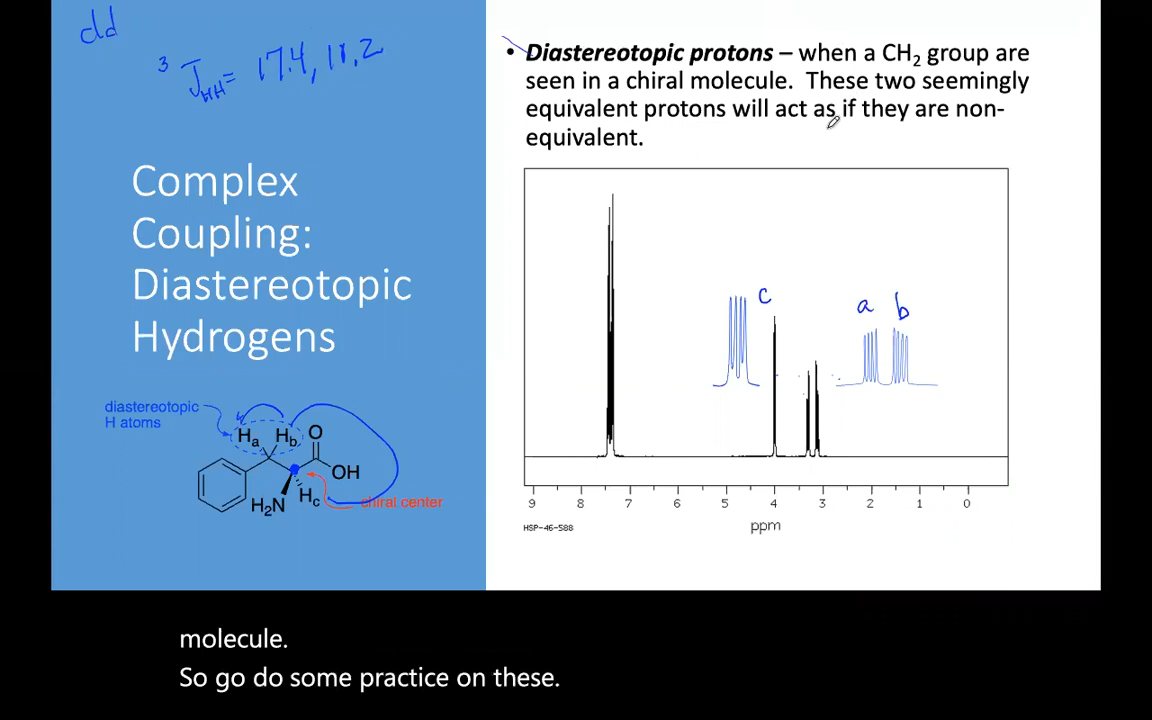 dd
³J_HH = 17.4, 11.2
Complex
Coupling:
Diastereotopic
Hydrogens
diastereotopic
H atoms
Ha Hb O
OH
Hc
H₂N
chiral center
• Diastereotopic protons – when a CH₂ group are
seen in a chiral molecule. These two seemingly
equivalent protons will act as if they are non-
equivalent.
c a b
9 8 7 6 5 4 3 2 1 0
HSP-46-588
ppm
molecule.
So go do some practice on these.